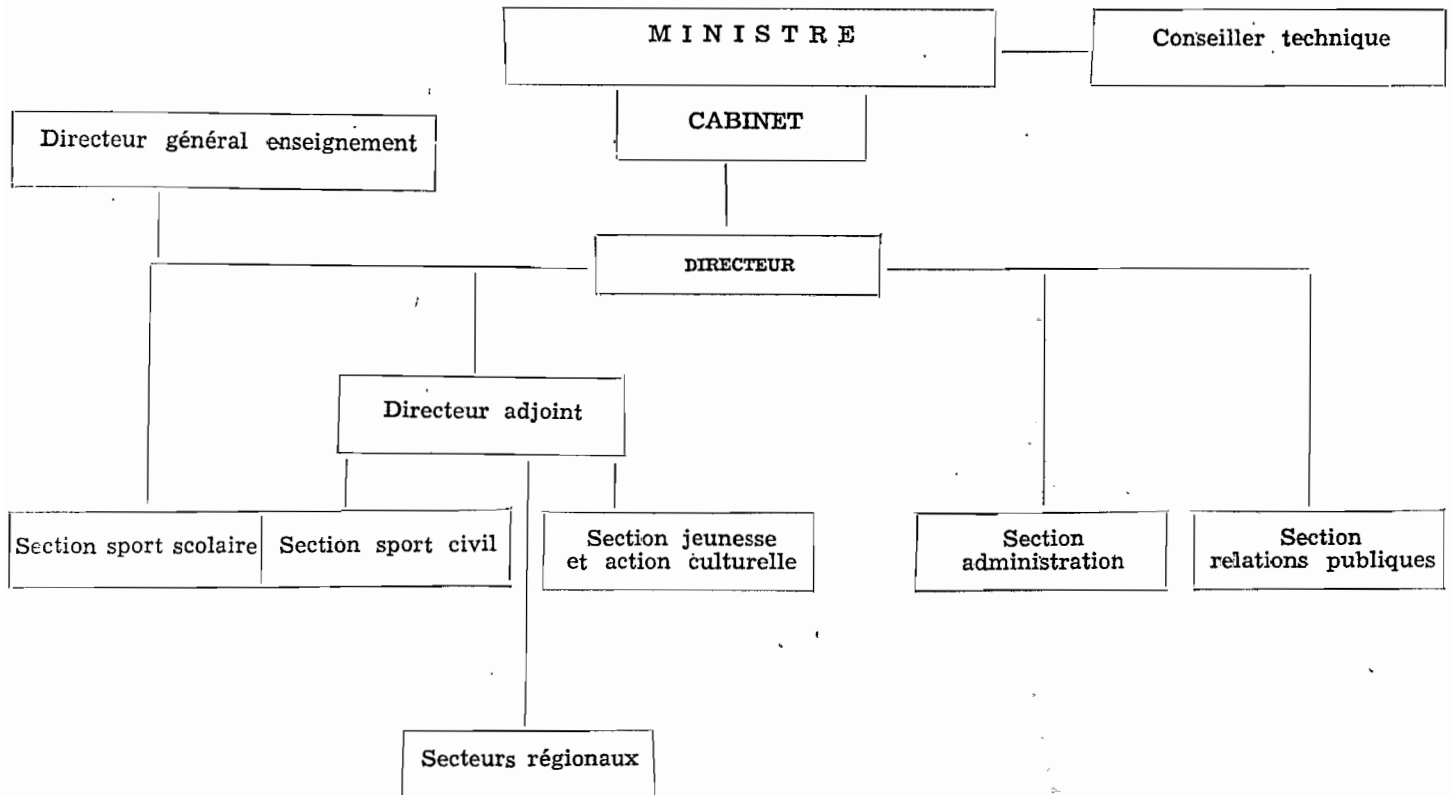 MINISTRE
Conseiller technique
CABINET
Directeur général enseignement
DIRECTEUR
Directeur adjoint
Section sport scolaire
Section sport civil
Section jeunesse
et action culturelle
Section
administration
Section
relations publiques
Secteurs régionaux